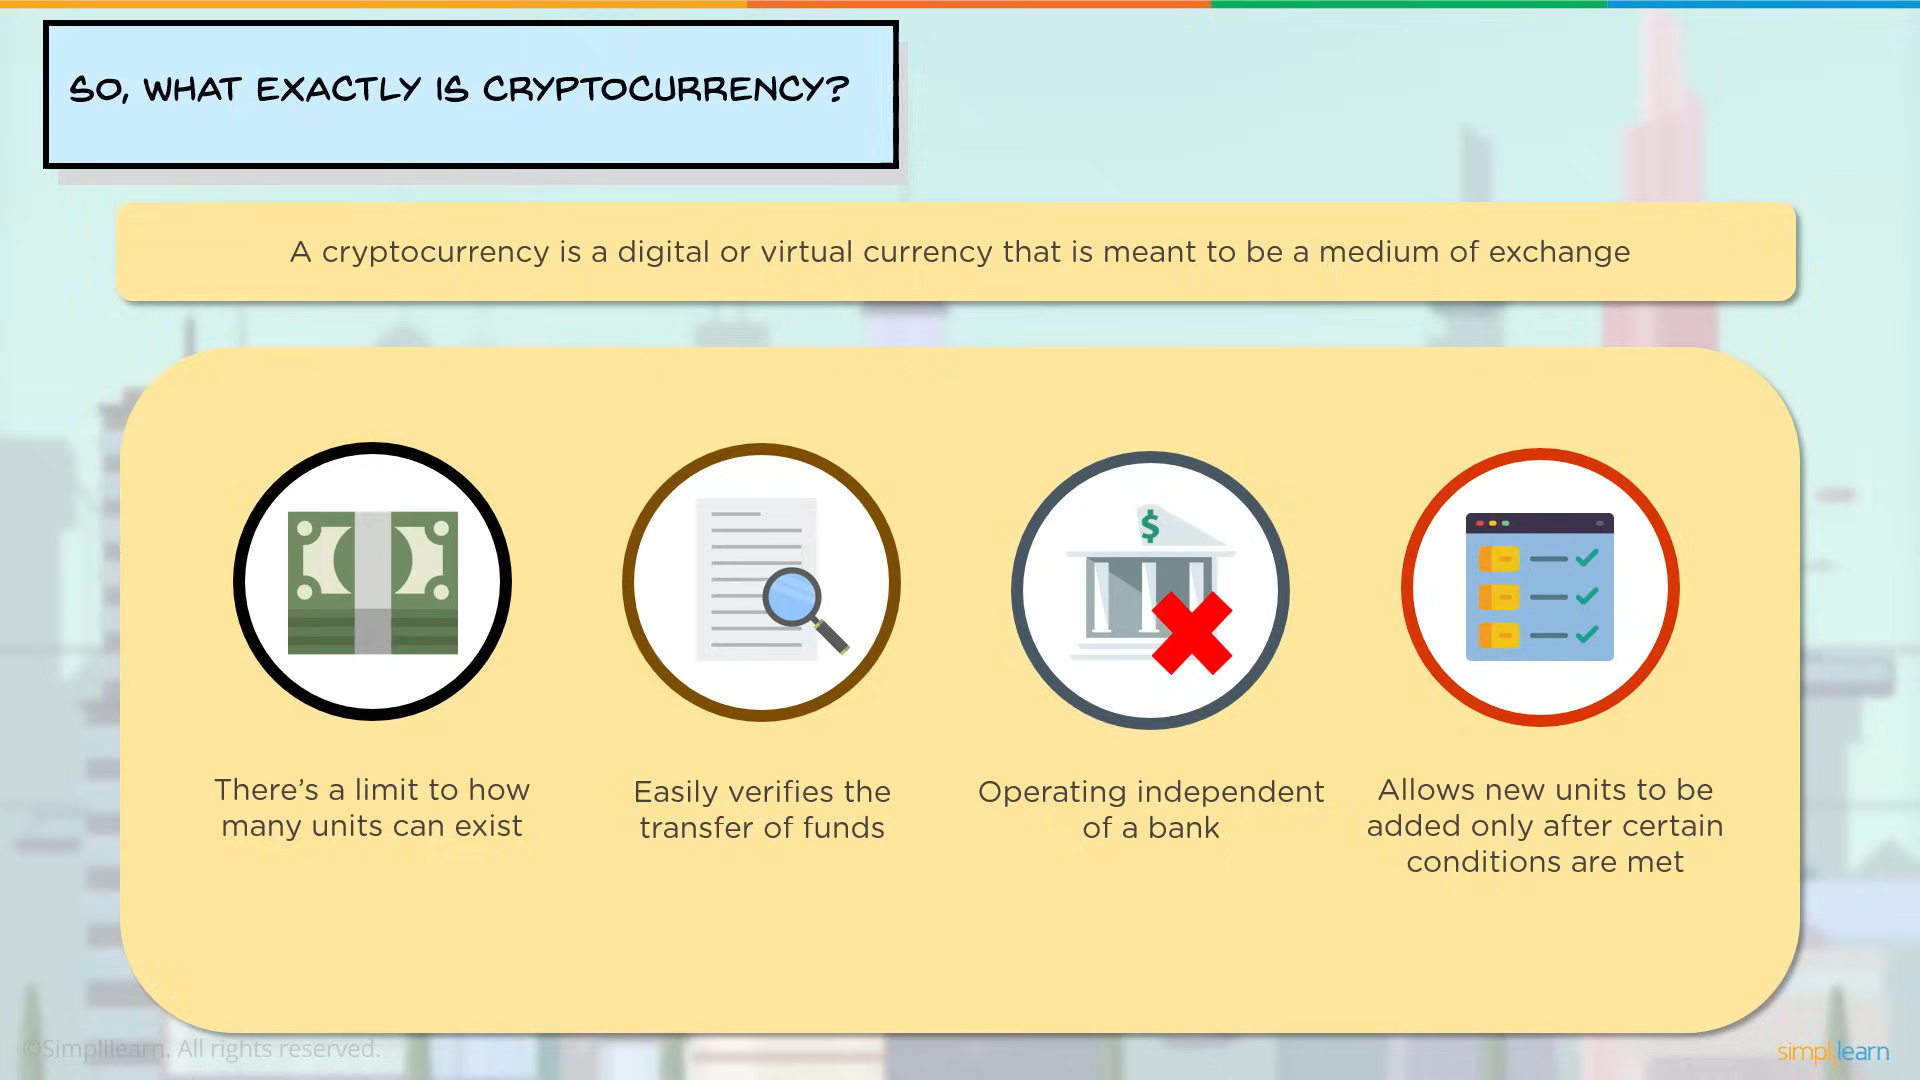 SO, WHAT EXACTLY IS CRYPTOCURRENCY?
A cryptocurrency is a digital or virtual currency that is meant to be a medium of exchange
$
There’s a limit to how
many units can exist
Easily verifies the
transfer of funds
Operating independent
of a bank
Allows new units to be
added only after certain
conditions are met
©Simplilearn. All rights reserved.
simplilearn